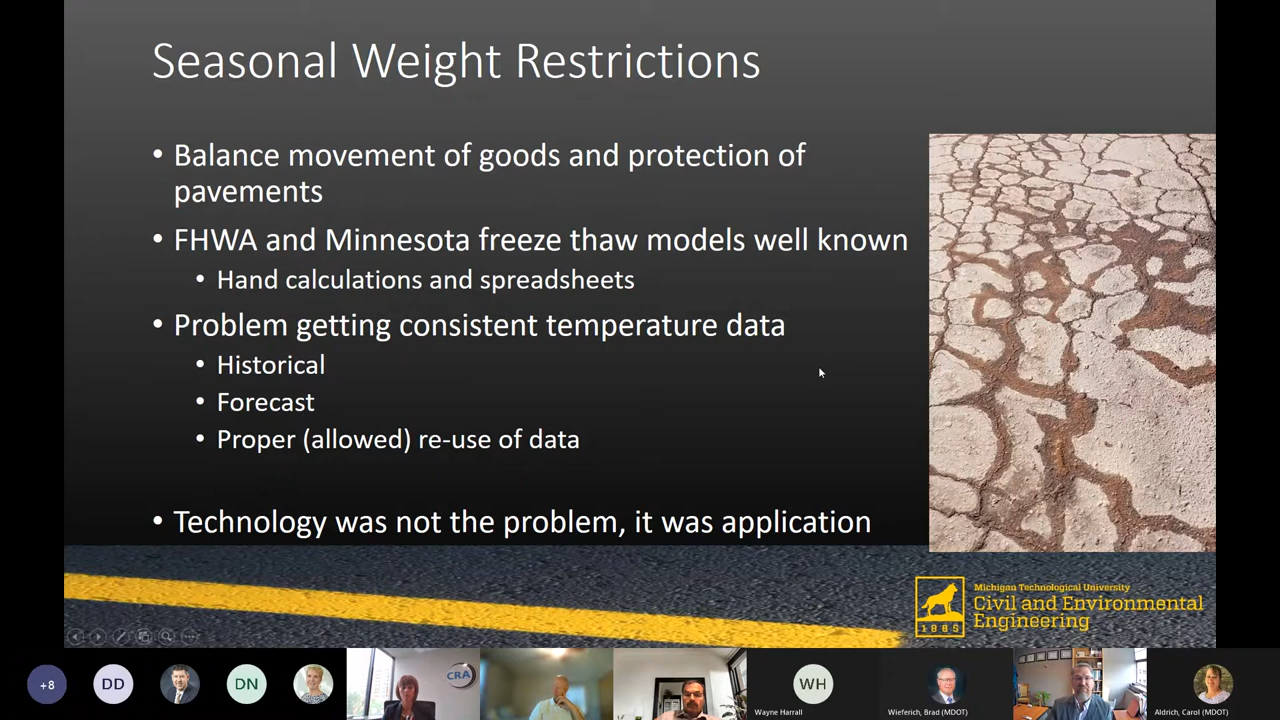 Seasonal Weight Restrictions
• Balance movement of goods and protection of
pavements
• FHWA and Minnesota freeze thaw models well known
• Hand calculations and spreadsheets
• Problem getting consistent temperature data
• Historical
• Forecast
• Proper (allowed) re-use of data
• Technology was not the problem, it was application
Michigan Technological University
Civil and Environmental
Engineering
1885
+8
DD
DN
CRA
WH
Wayne Harrall
Wieferich, Brad (MDOT)
Aldrich, Carol (MDOT)